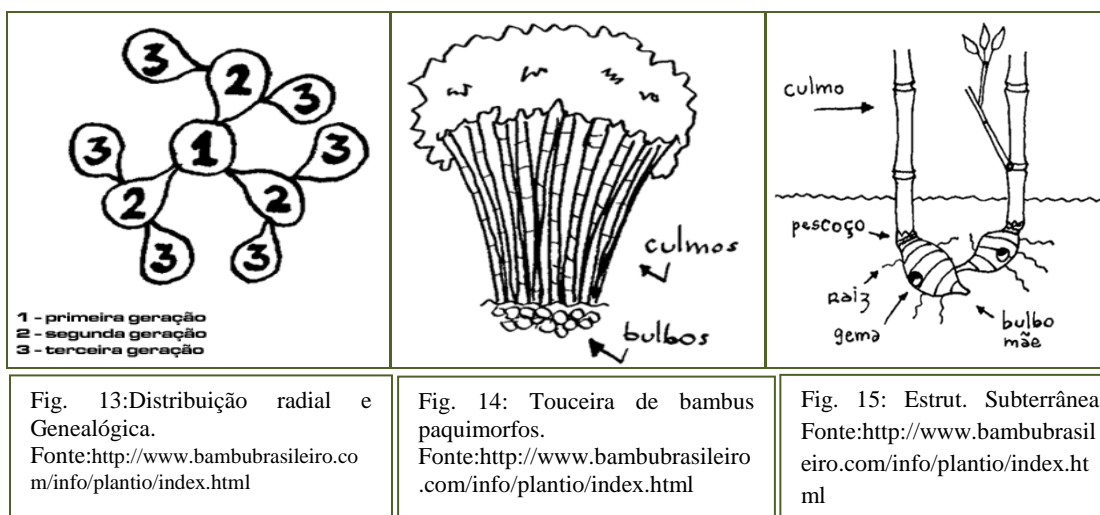 3
2
3
1
3
3
2
2
3
3
1 - primeira geração
2 - segunda geração
3 - terceira geração
culmos
bulbos
culmo
pescoço
raiz
gema
bulbo
mãe
Fig. 13:Distribuição radial e
Genealógica.
Fonte:http://www.bambubrasileiro.co
m/info/plantio/index.html
Fig. 14: Touceira de bambus
paquimorfos.
Fonte:http://www.bambubrasileiro
.com/info/plantio/index.html
Fig. 15: Estrut. Subterrânea
Fonte:http://www.bambubrasil
eiro.com/info/plantio/index.ht
ml